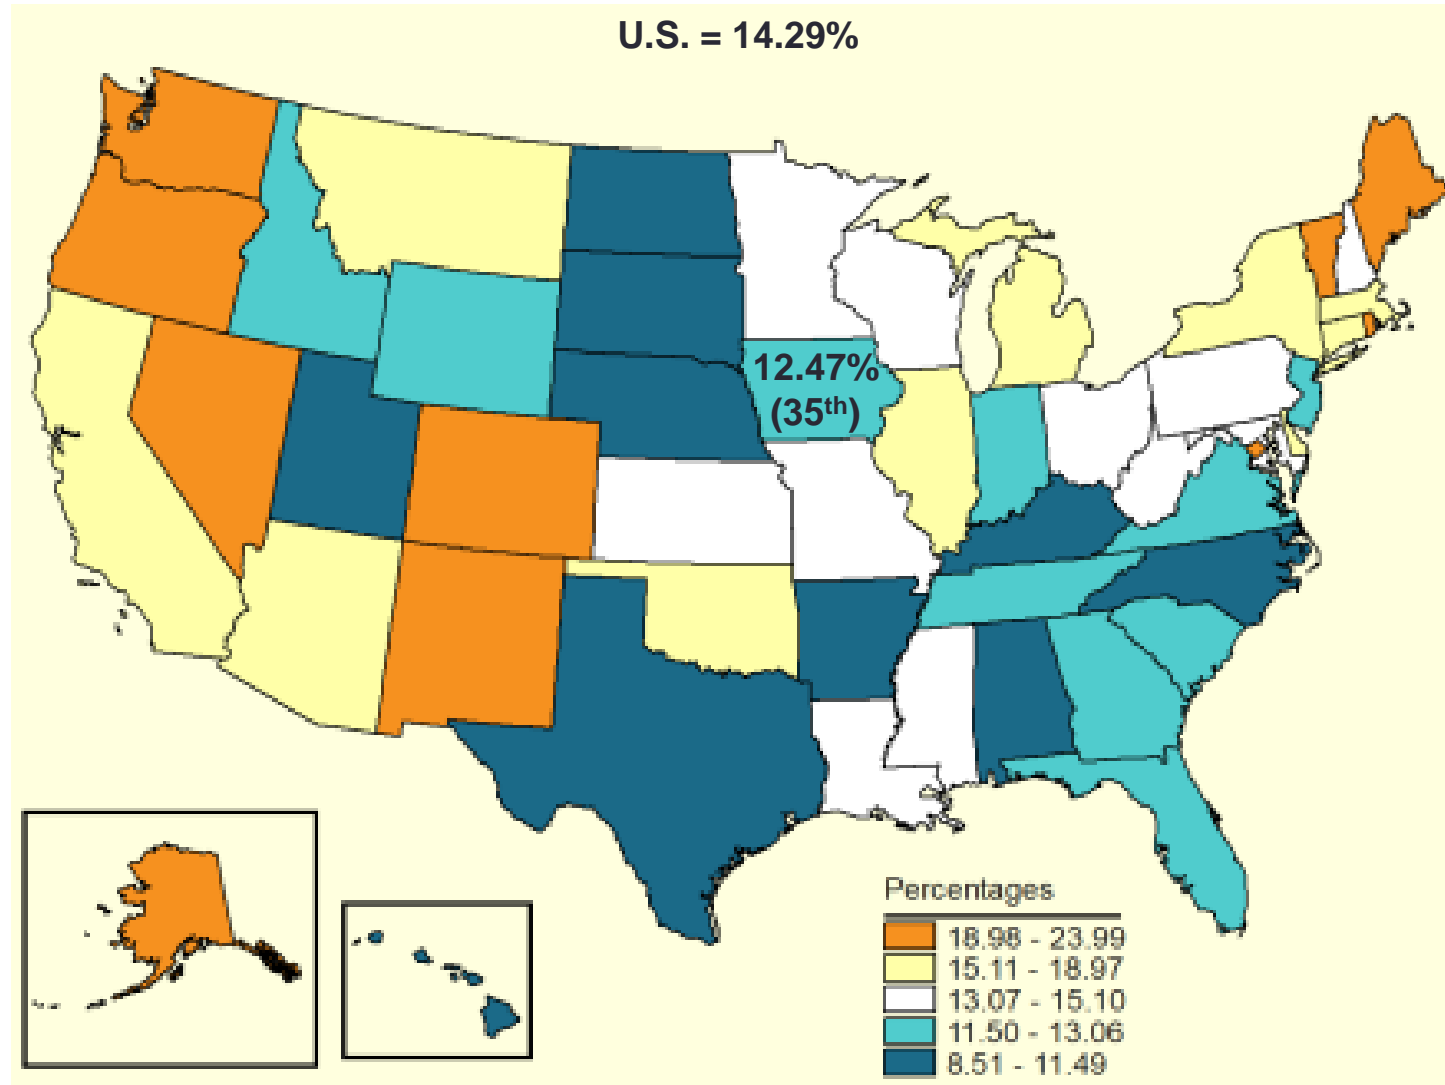 U.S. = 14.29%
12.47%
(35th)
Percentages
18.98 - 23.99
15.11 - 18.97
13.07 - 15.10
11.50 - 13.06
8.51 - 11.49